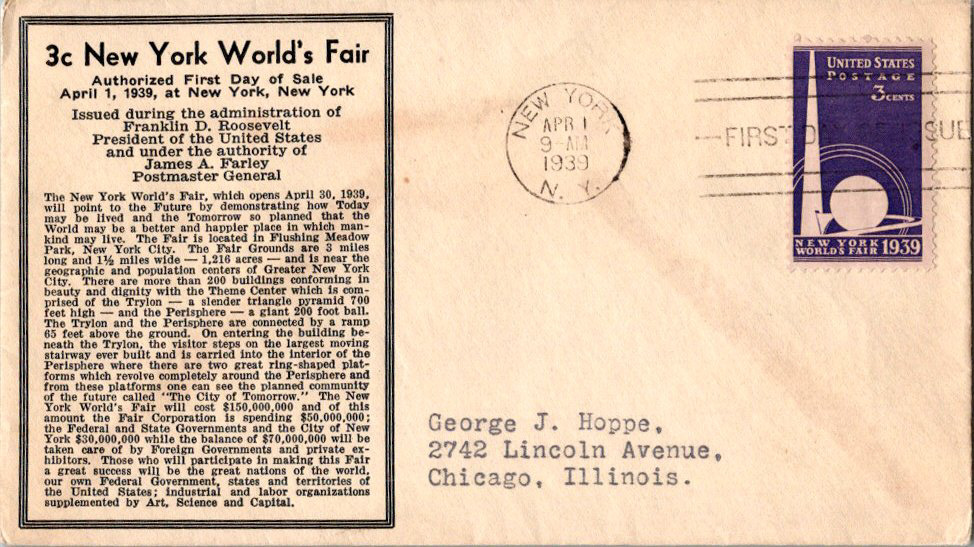 3c New York World's Fair
Authorized First Day of Sale
April 1, 1939, at New York, New York
Issued during the administration of
Franklin D. Roosevelt
President of the United States
and under the authority of
James A. Farley
Postmaster General
The New York World's Fair, which opens April 30, 1939,
will point to the Future by demonstrating how Today
may be lived and the Tomorrow so planned that the
World may be a better and happier place in which man-
kind may live. The Fair is located in Flushing Meadow
Park, New York City. The Fair Grounds are 3 miles
long and 1½ miles wide — 1,216 acres — and is near the
geographic and population centers of Greater New York
City. There are more than 200 buildings conforming in
beauty and dignity with the Theme Center which is com-
prised of the Trylon — a slender triangle pyramid 700
feet high — and the Perisphere — a giant 200 foot ball.
The Trylon and the Perisphere are connected by a ramp
65 feet above the ground. On entering the building be-
neath the Trylon, the visitor steps on the largest moving
stairway ever built and is carried into the interior of the
Perisphere where there are two great ring-shaped plat-
forms which revolve completely around the Perisphere and
from these platforms one can see the planned community
of the future called "The City of Tomorrow." The New
York World's Fair will cost $150,000,000 and of this
amount the Fair Corporation is spending $50,000,000;
the Federal and State Governments and the City of New
York $30,000,000 while the balance of $70,000,000 will be
taken care of by Foreign Governments and private ex-
hibitors. Those who will participate in making this Fair
a great success will be the great nations of the world,
our own Federal Government, states and territories of
the United States; industrial and labor organizations
supplemented by Art, Science and Capital.
NEW YORK
APR 1
9-AM
1939
N. Y.
FIRST
UNITED STATES
POSTAGE
3 CENTS
NEW YORK
WORLD'S FAIR 1939
George J. Hoppe,
2742 Lincoln Avenue,
Chicago, Illinois.